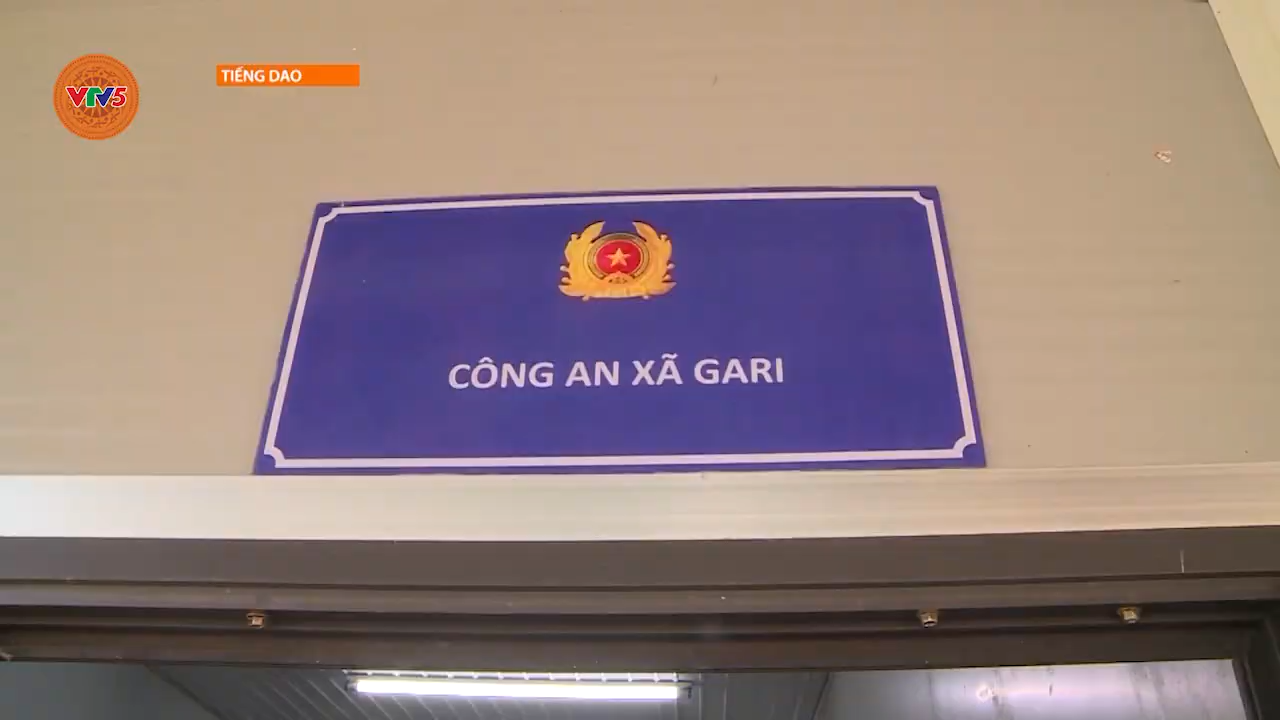 VTV5
TIẾNG DAO
CÔNG AN XÃ GARI